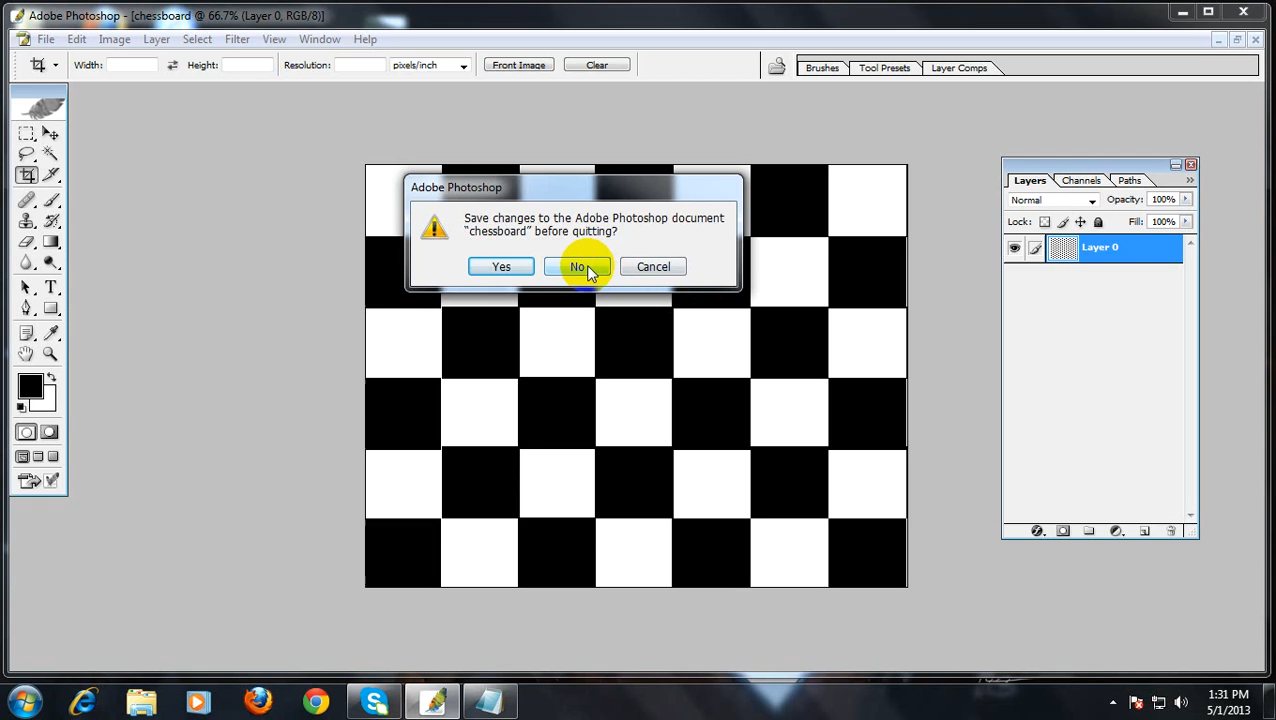 Adobe Photoshop - [chessboard @ 66.7% (Layer 0, RGB/8)]
File Edit Image Layer Select Filter View Window Help
Width: Height: Resolution: pixels/inch Front Image Clear Brushes Tool Presets Layer Comps
Adobe Photoshop
Save changes to the Adobe Photoshop document
“chessboard” before quitting?
Yes No Cancel
Layers Channels Paths
Normal Opacity: 100%
Lock: Fill: 100%
Layer 0
1:31 PM
5/1/2013